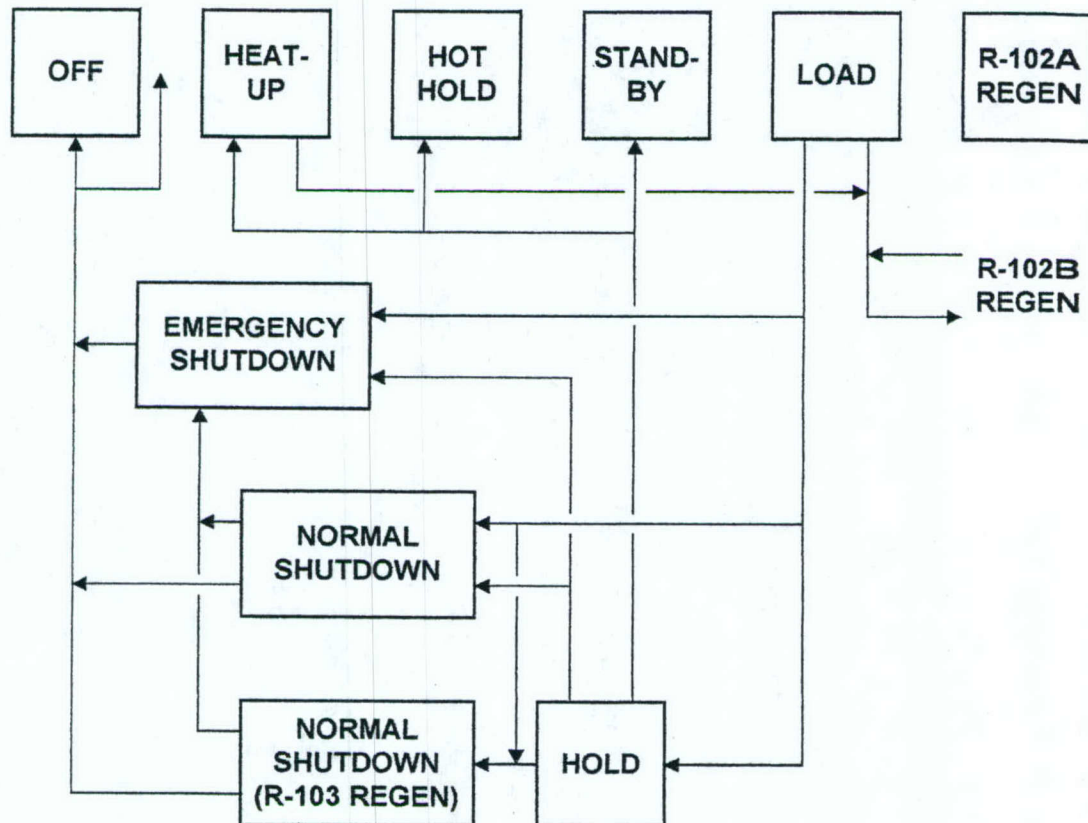 OFF
HEAT-
UP
HOT
HOLD
STAND-
BY
LOAD
R-102A
REGEN
R-102B
REGEN
EMERGENCY
SHUTDOWN
NORMAL
SHUTDOWN
NORMAL
SHUTDOWN
(R-103 REGEN)
HOLD